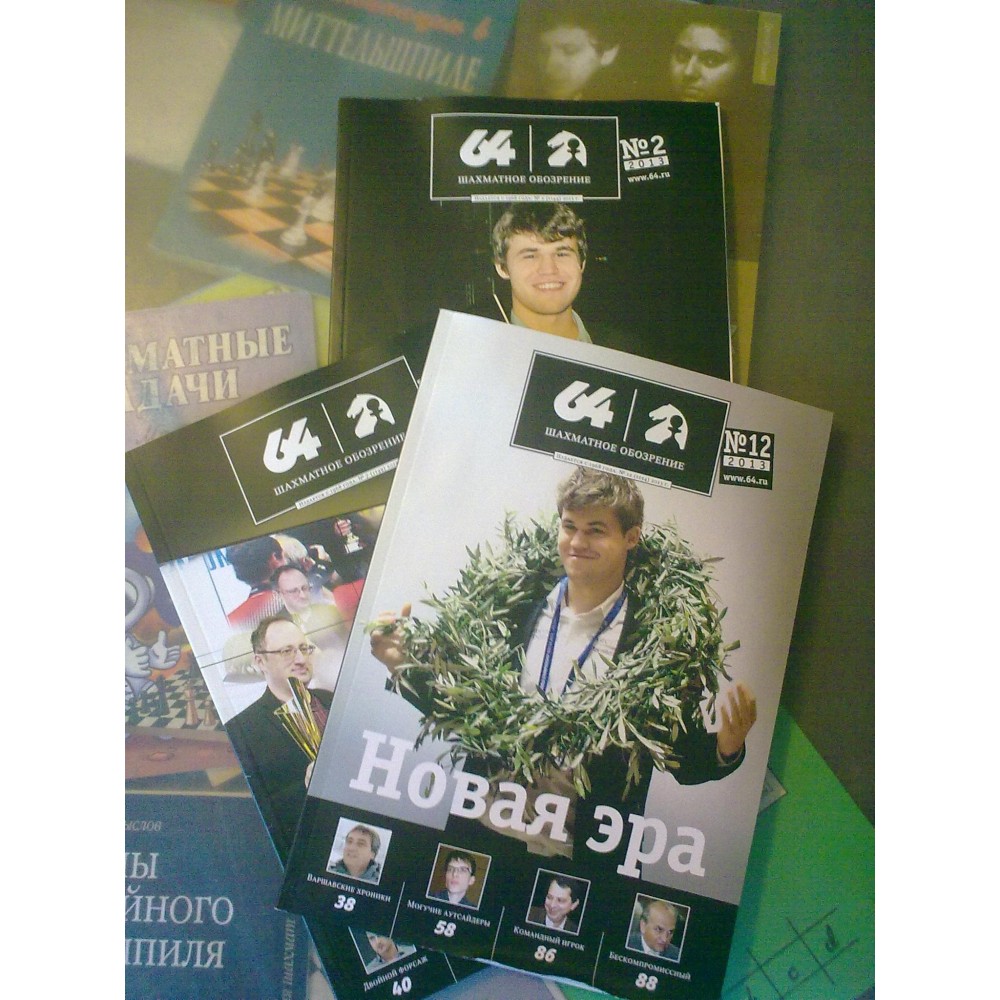 в
МИТТЕЛЬШПИЛЕ
64
ШАХМАТНОЕ ОБОЗРЕНИЕ
№2
2013
www.64.ru
МАТНЫЕ
ДАЧИ
64
ШАХМАТНОЕ ОБОЗРЕНИЕ
64
ШАХМАТНОЕ ОБОЗРЕНИЕ
№12
2013
www.64.ru
Новая эра
ВАРШАВСКИЕ ХРОНИКИ
38
МОГУЧИЕ АУТСАЙДЕРЫ
58
КОМАНДНЫЙ ИГРОК
86
БЕСКОМПРОМИССНЫЙ
88
ДВОЙНОЙ ФОРСАЖ
40
ыслов
ЙНОГО
ШПИЛЯ
c
d